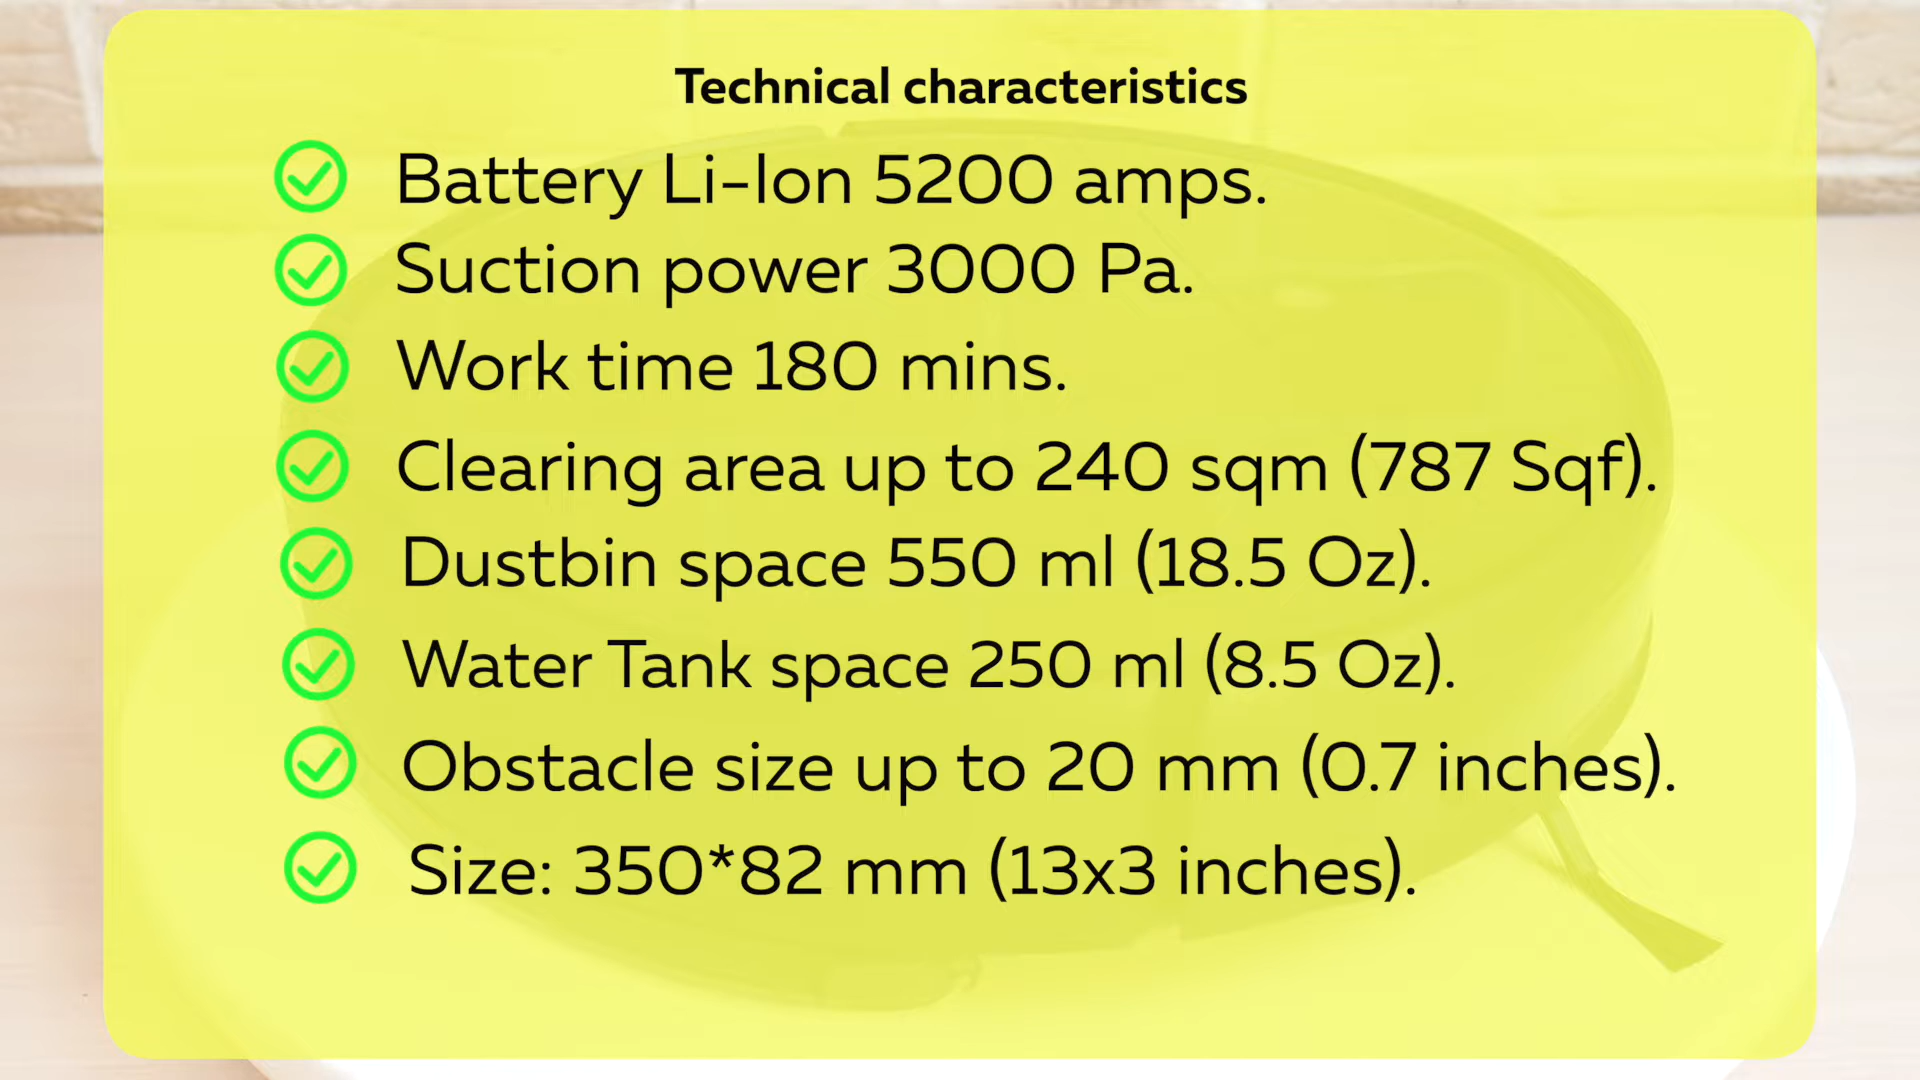 Technical characteristics
Battery Li-Ion 5200 amps.
Suction power 3000 Pa.
Work time 180 mins.
Clearing area up to 240 sqm (787 Sqf).
Dustbin space 550 ml (18.5 Oz).
Water Tank space 250 ml (8.5 Oz).
Obstacle size up to 20 mm (0.7 inches).
Size: 350*82 mm (13x3 inches).